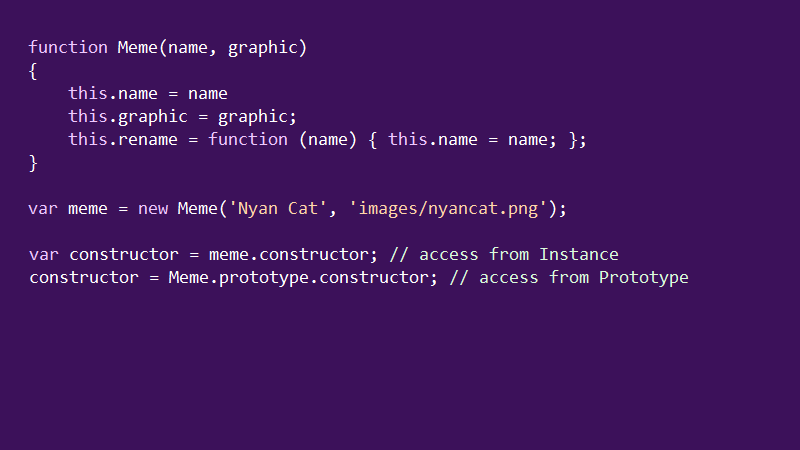 function Meme(name, graphic)
{
    this.name = name
    this.graphic = graphic;
    this.rename = function (name) { this.name = name; };
}

var meme = new Meme('Nyan Cat', 'images/nyancat.png');

var constructor = meme.constructor; // access from Instance
constructor = Meme.prototype.constructor; // access from Prototype